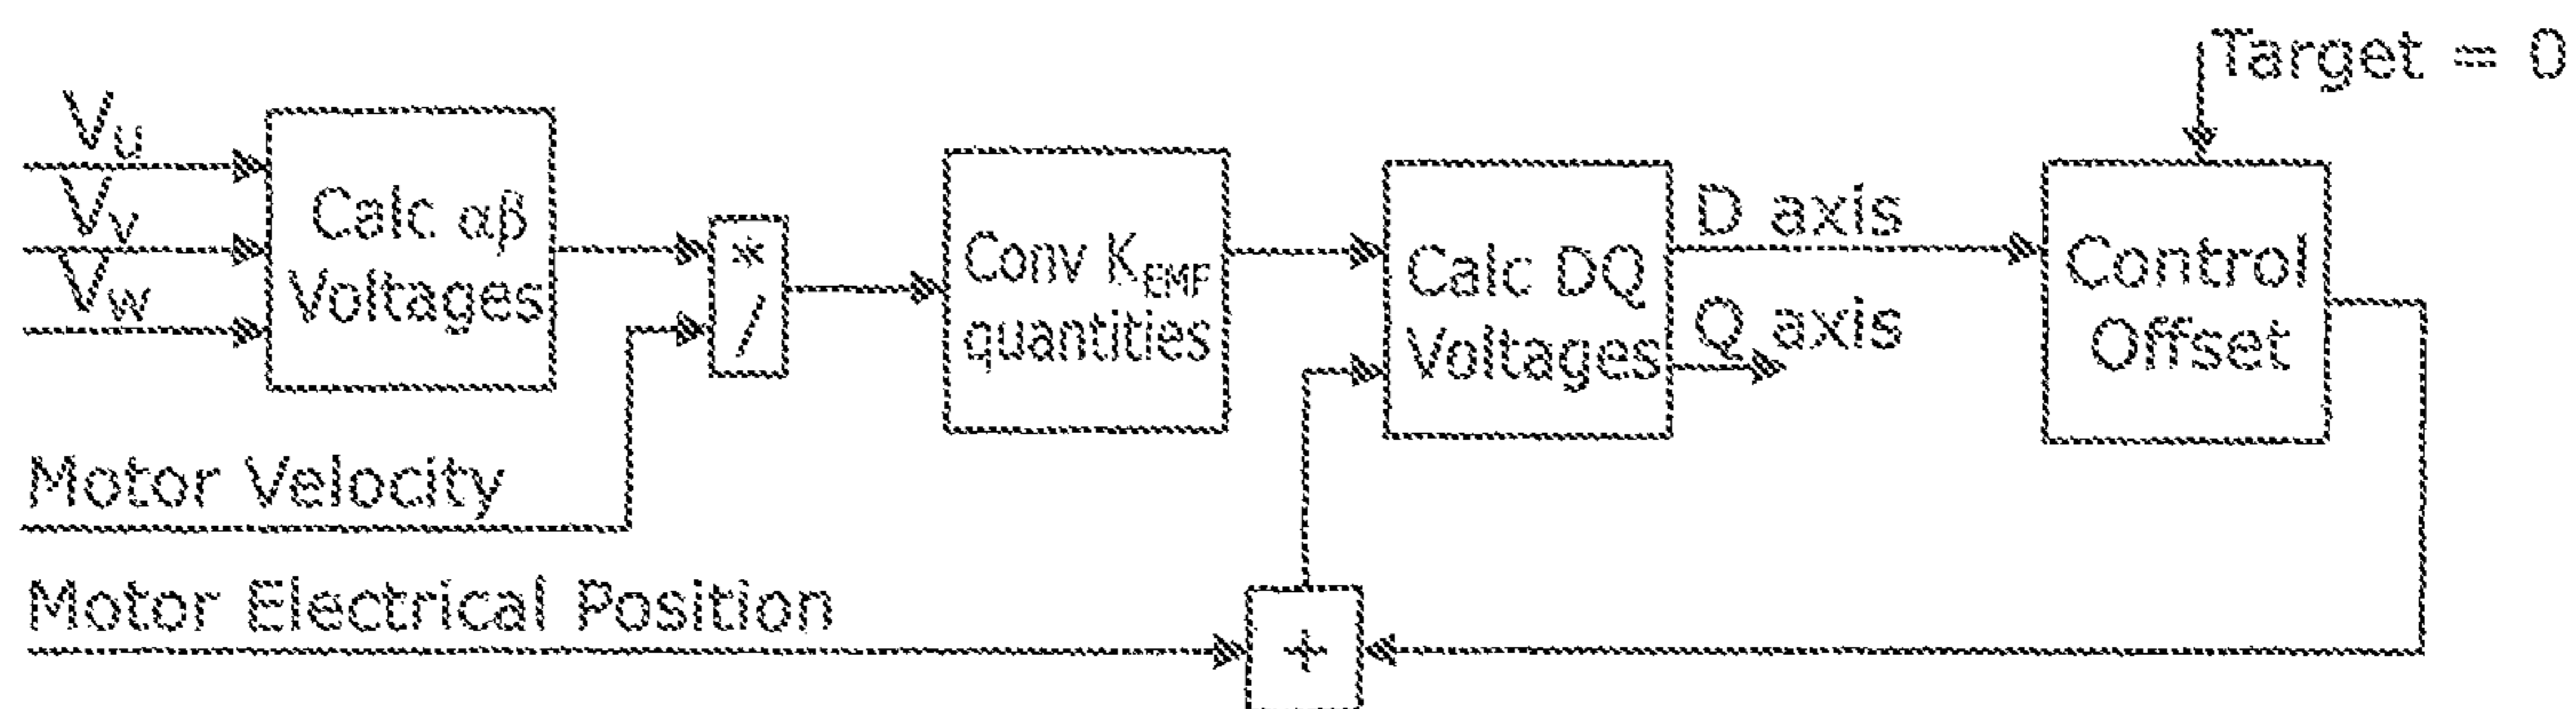 Target = 0
Vu
Vv
Vw
Calc αβ
Voltages
*
/
Conv KEMF
quantities
Calc DQ
Voltages
D axis
Q axis
Control
Offset
Motor Velocity
Motor Electrical Position
+